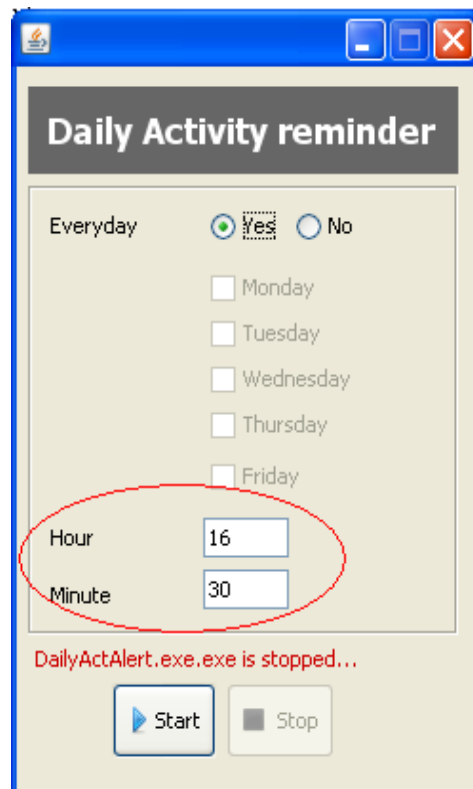 Daily Activity reminder
Everyday Yes No
Monday
Tuesday
Wednesday
Thursday
Friday
Hour 16
Minute 30
DailyActAlert.exe.exe is stopped...
Start Stop